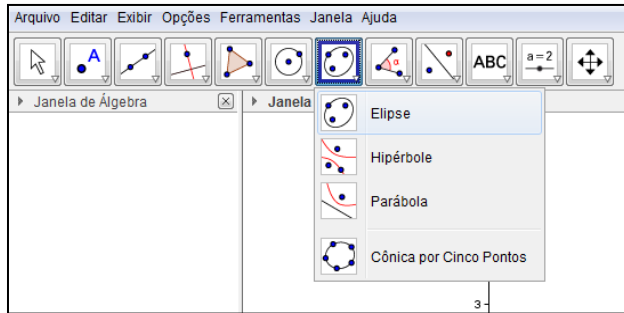 Arquivo Editar Exibir Opções Ferramentas Janela Ajuda
A α ABC a=2
Janela de Álgebra Janela
Elipse
Hipérbole
Parábola
Cônica por Cinco Pontos
3